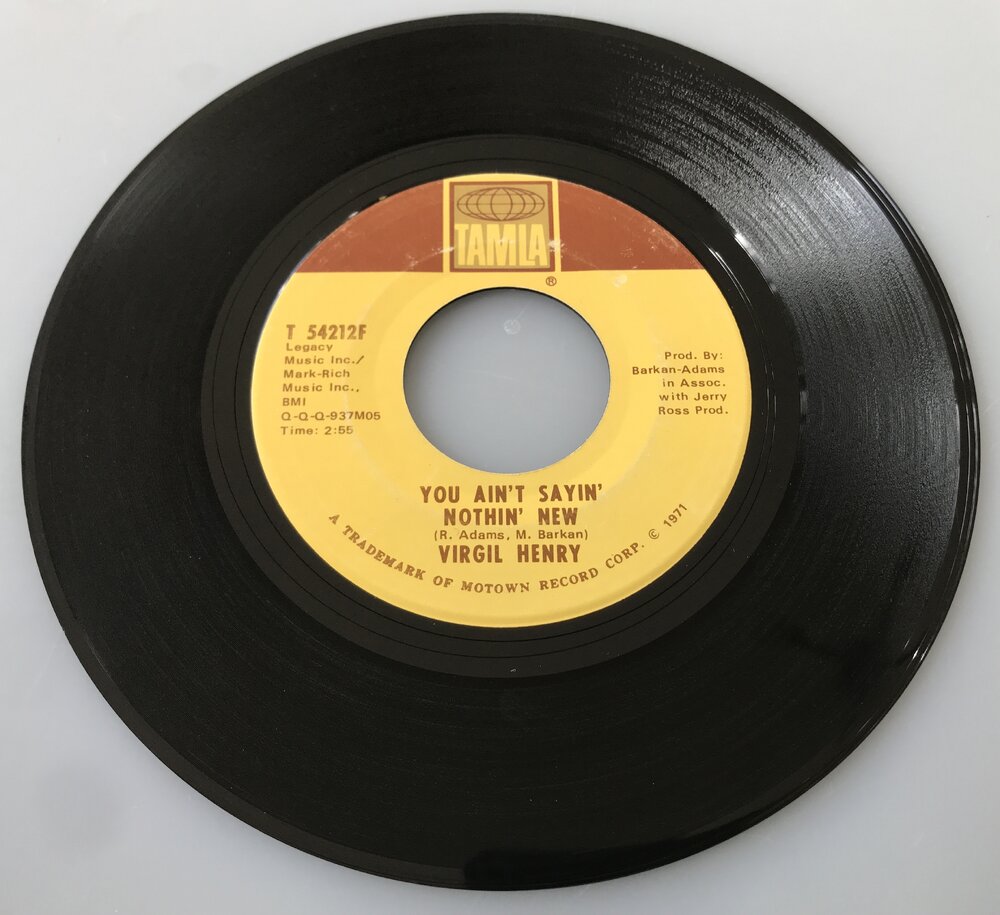 TAMLA
®
T 54212F
Legacy
Music Inc./
Mark-Rich
Music Inc.,
BMI
Q-Q-Q-937M05
Time: 2:55
Prod. By:
Barkan-Adams
in Assoc.
with Jerry
Ross Prod.
YOU AIN'T SAYIN'
NOTHIN' NEW
(R. Adams, M. Barkan)
VIRGIL HENRY
A TRADEMARK OF MOTOWN RECORD CORP. © 1971